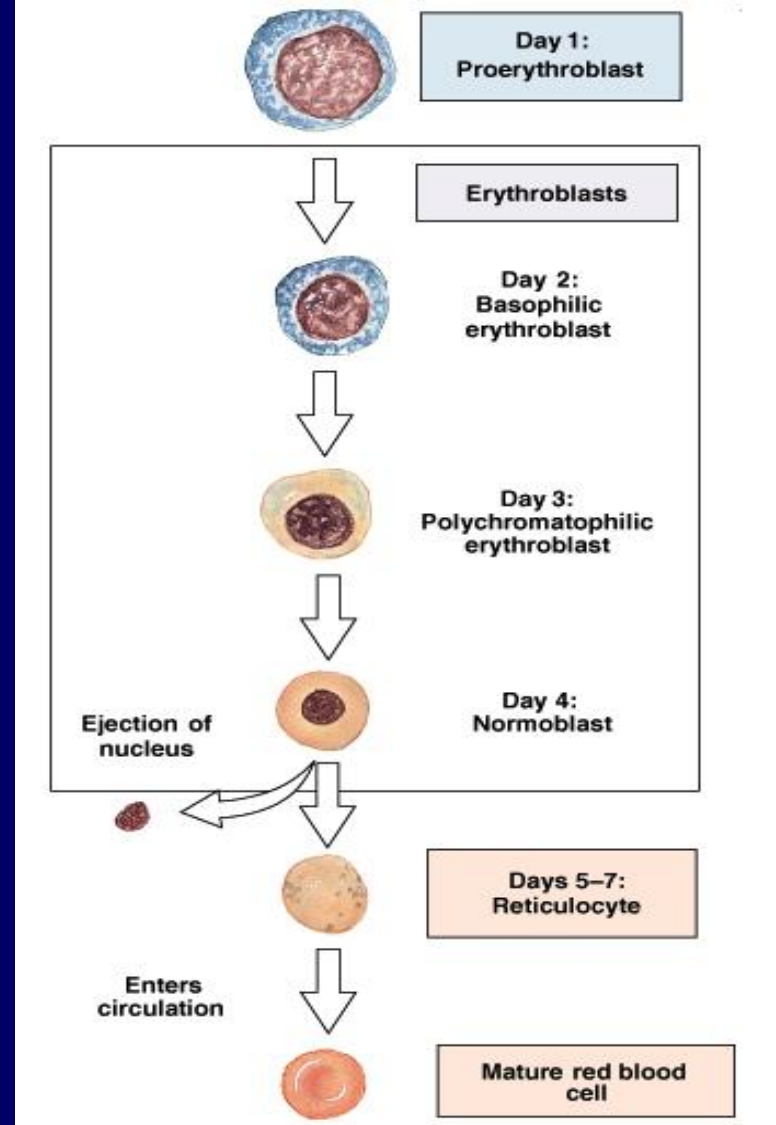 Day 1:
Proerythroblast
Erythroblasts
Day 2:
Basophilic
erythroblast
Day 3:
Polychromatophilic
erythroblast
Day 4:
Normoblast
Ejection of
nucleus
Days 5–7:
Reticulocyte
Enters
circulation
Mature red blood
cell